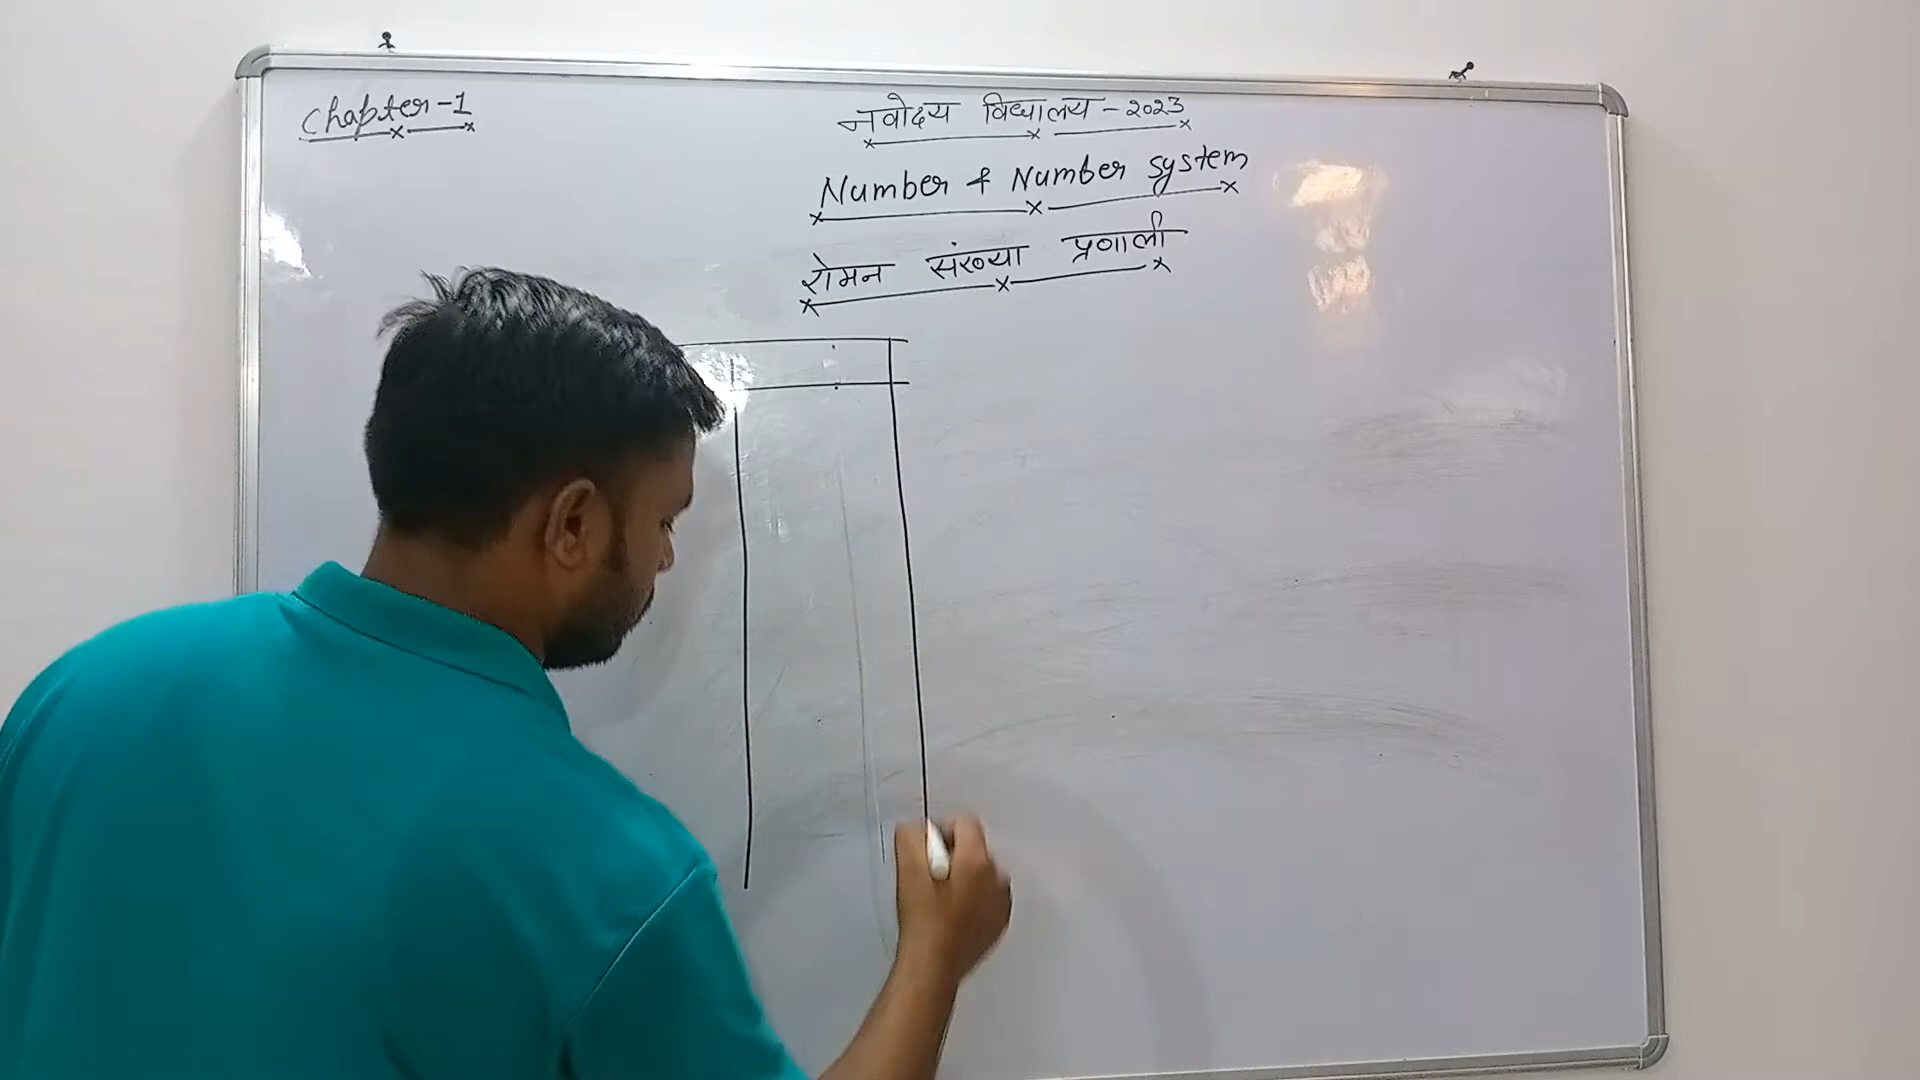 Chapter-1
नवोदय विद्यालय - 2023
Number & Number system
रोमन संख्या प्रणाली